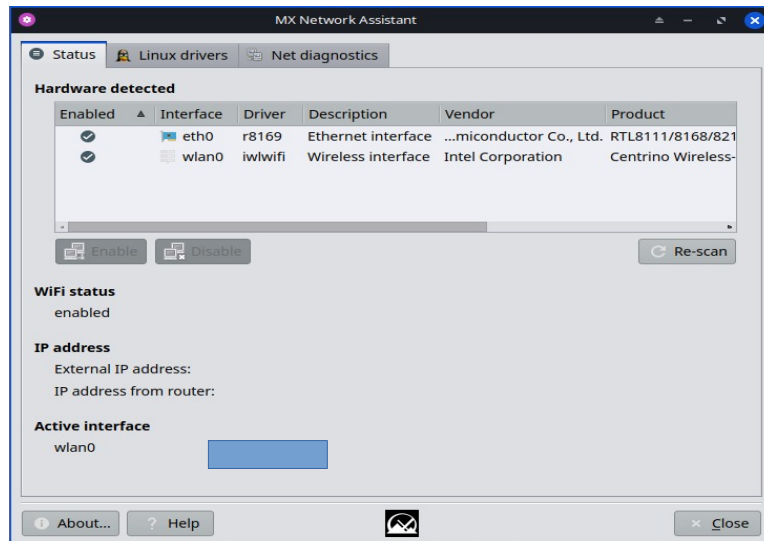 MX Network Assistant
Status Linux drivers Net diagnostics
Hardware detected
Enabled Interface Driver Description Vendor Product
eth0 r8169 Ethernet interface ...miconductor Co., Ltd. RTL8111/8168/821
wlan0 iwlwifi Wireless interface Intel Corporation Centrino Wireless-
Enable Disable Re-scan
WiFi status
enabled
IP address
External IP address:
IP address from router:
Active interface
wlan0
About... Help Close